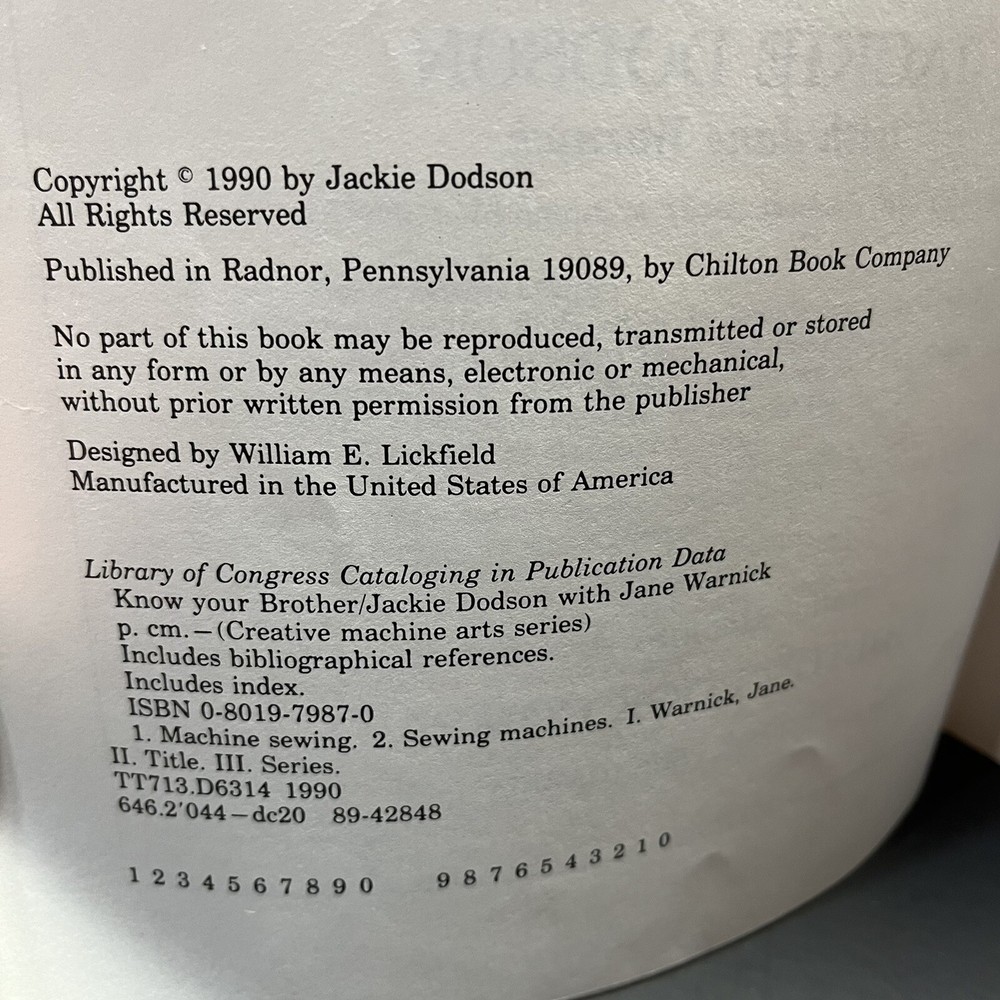 Copyright © 1990 by Jackie Dodson
All Rights Reserved
Published in Radnor, Pennsylvania 19089, by Chilton Book Company
No part of this book may be reproduced, transmitted or stored
in any form or by any means, electronic or mechanical,
without prior written permission from the publisher
Designed by William E. Lickfield
Manufactured in the United States of America
Library of Congress Cataloging in Publication Data
Know your Brother/Jackie Dodson with Jane Warnick
p. cm.—(Creative machine arts series)
Includes bibliographical references.
Includes index.
ISBN 0-8019-7987-0
1. Machine sewing. 2. Sewing machines. I. Warnick, Jane.
II. Title. III. Series.
TT713.D6314 1990
646.2'044—dc20 89-42848
1 2 3 4 5 6 7 8 9 0 9 8 7 6 5 4 3 2 1 0